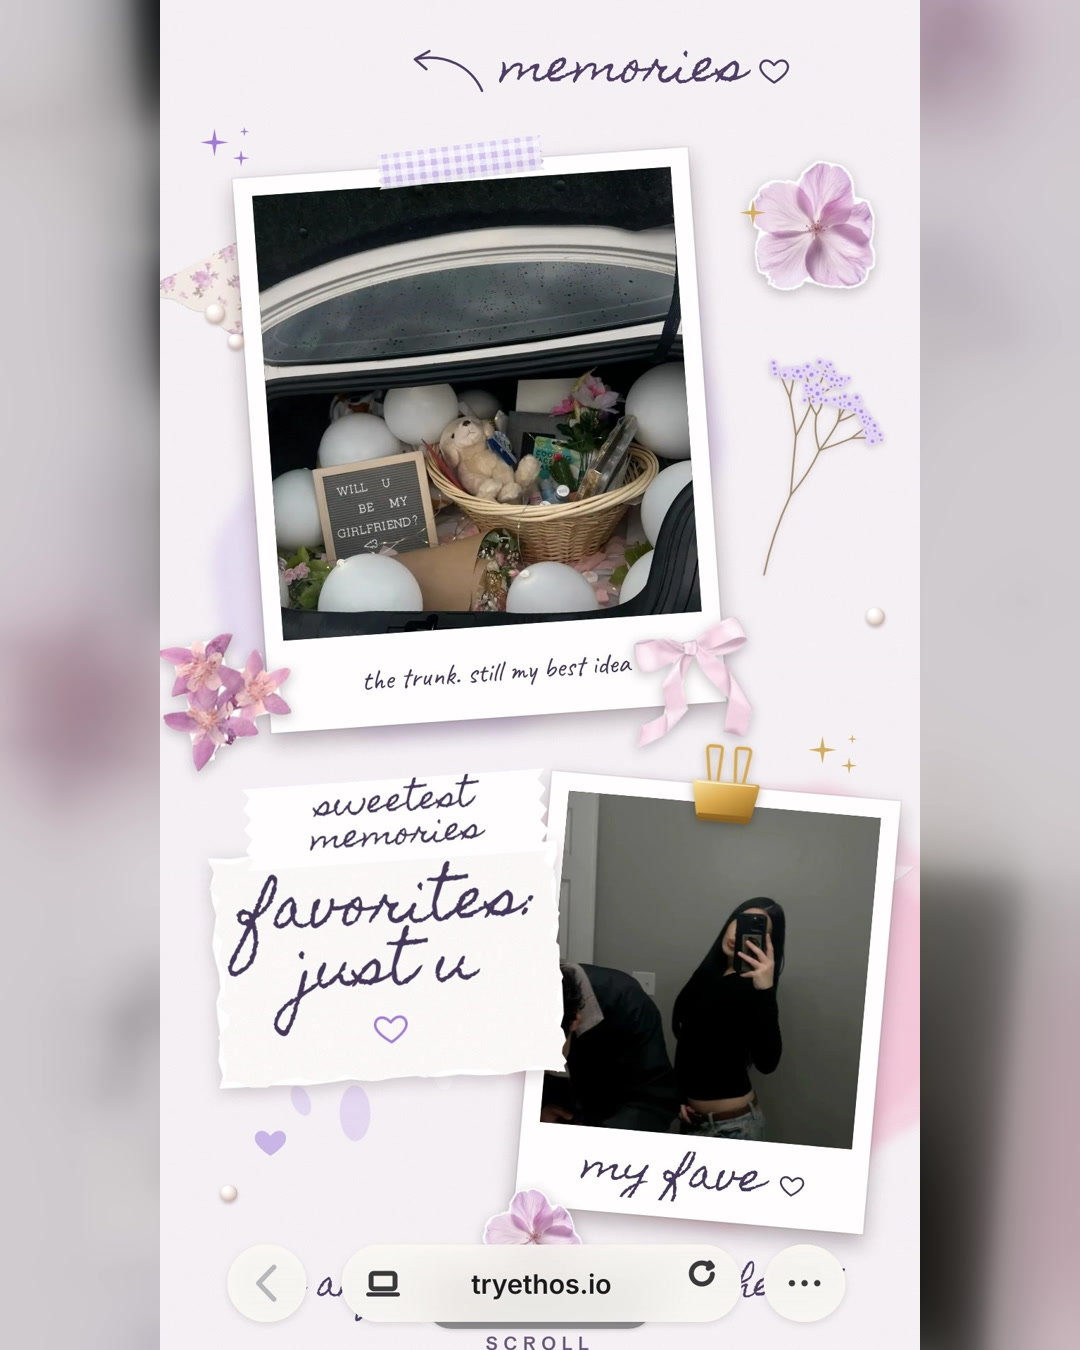 memories
WILL U
BE MY
GIRLFRIEND?
the trunk. still my best idea
sweetest
memories
favorites:
just u
my fave
tryethos.io
SCROLL